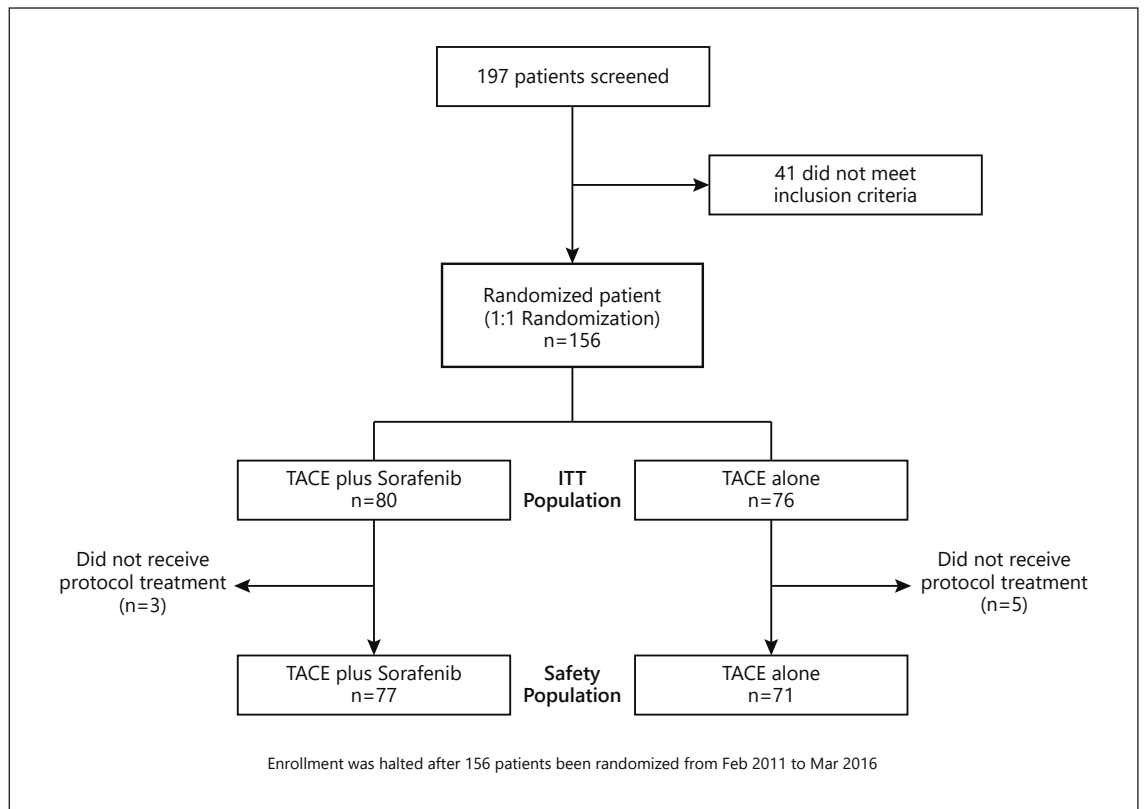 197 patients screened
41 did not meet
inclusion criteria
Randomized patient
(1:1 Randomization)
n=156
TACE plus Sorafenib
n=80
ITT
Population
TACE alone
n=76
Did not receive
protocol treatment
(n=3)
Did not receive
protocol treatment
(n=5)
TACE plus Sorafenib
n=77
Safety
Population
TACE alone
n=71
Enrollment was halted after 156 patients been randomized from Feb 2011 to Mar 2016